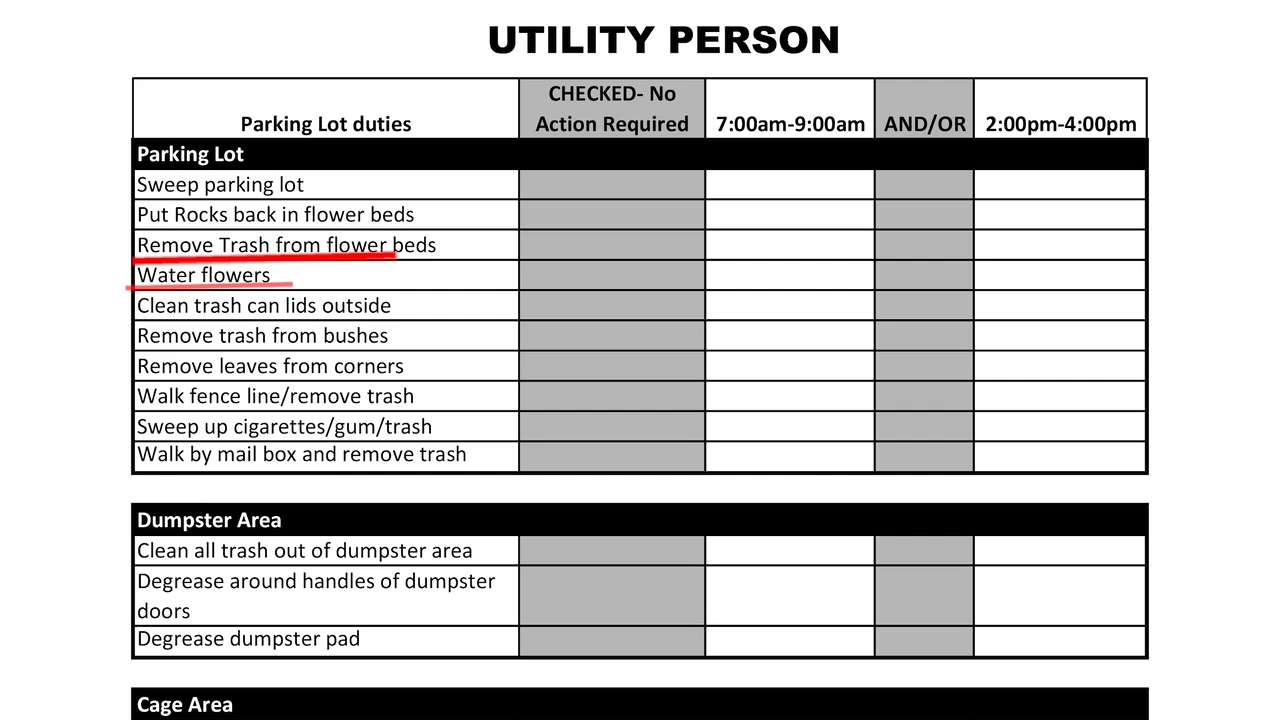 UTILITY PERSON
CHECKED- No
Parking Lot duties Action Required 7:00am-9:00am AND/OR 2:00pm-4:00pm
Parking Lot
Sweep parking lot
Put Rocks back in flower beds
Remove Trash from flower beds
Water flowers
Clean trash can lids outside
Remove trash from bushes
Remove leaves from corners
Walk fence line/remove trash
Sweep up cigarettes/gum/trash
Walk by mail box and remove trash
Dumpster Area
Clean all trash out of dumpster area
Degrease around handles of dumpster
doors
Degrease dumpster pad
Cage Area